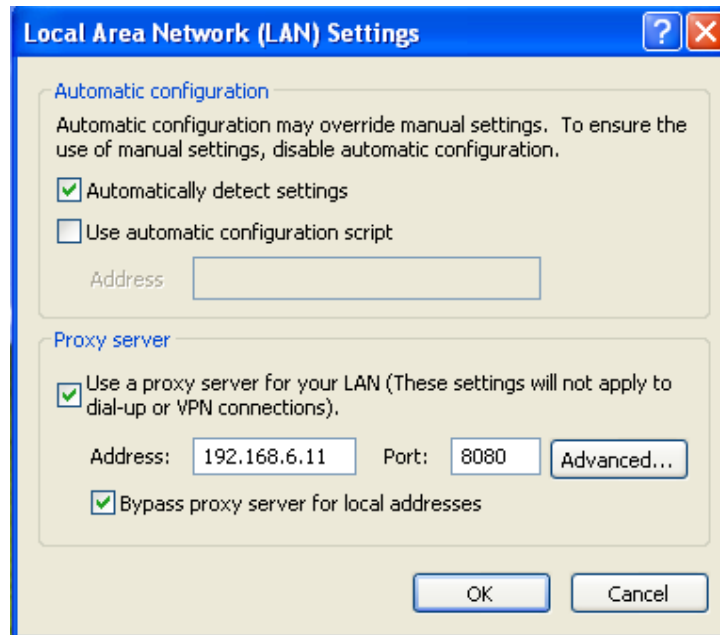 Local Area Network (LAN) Settings
Automatic configuration
Automatic configuration may override manual settings. To ensure the
use of manual settings, disable automatic configuration.
Automatically detect settings
Use automatic configuration script
Address
Proxy server
Use a proxy server for your LAN (These settings will not apply to
dial-up or VPN connections).
Address: 192.168.6.11 Port: 8080 Advanced...
Bypass proxy server for local addresses
OK Cancel